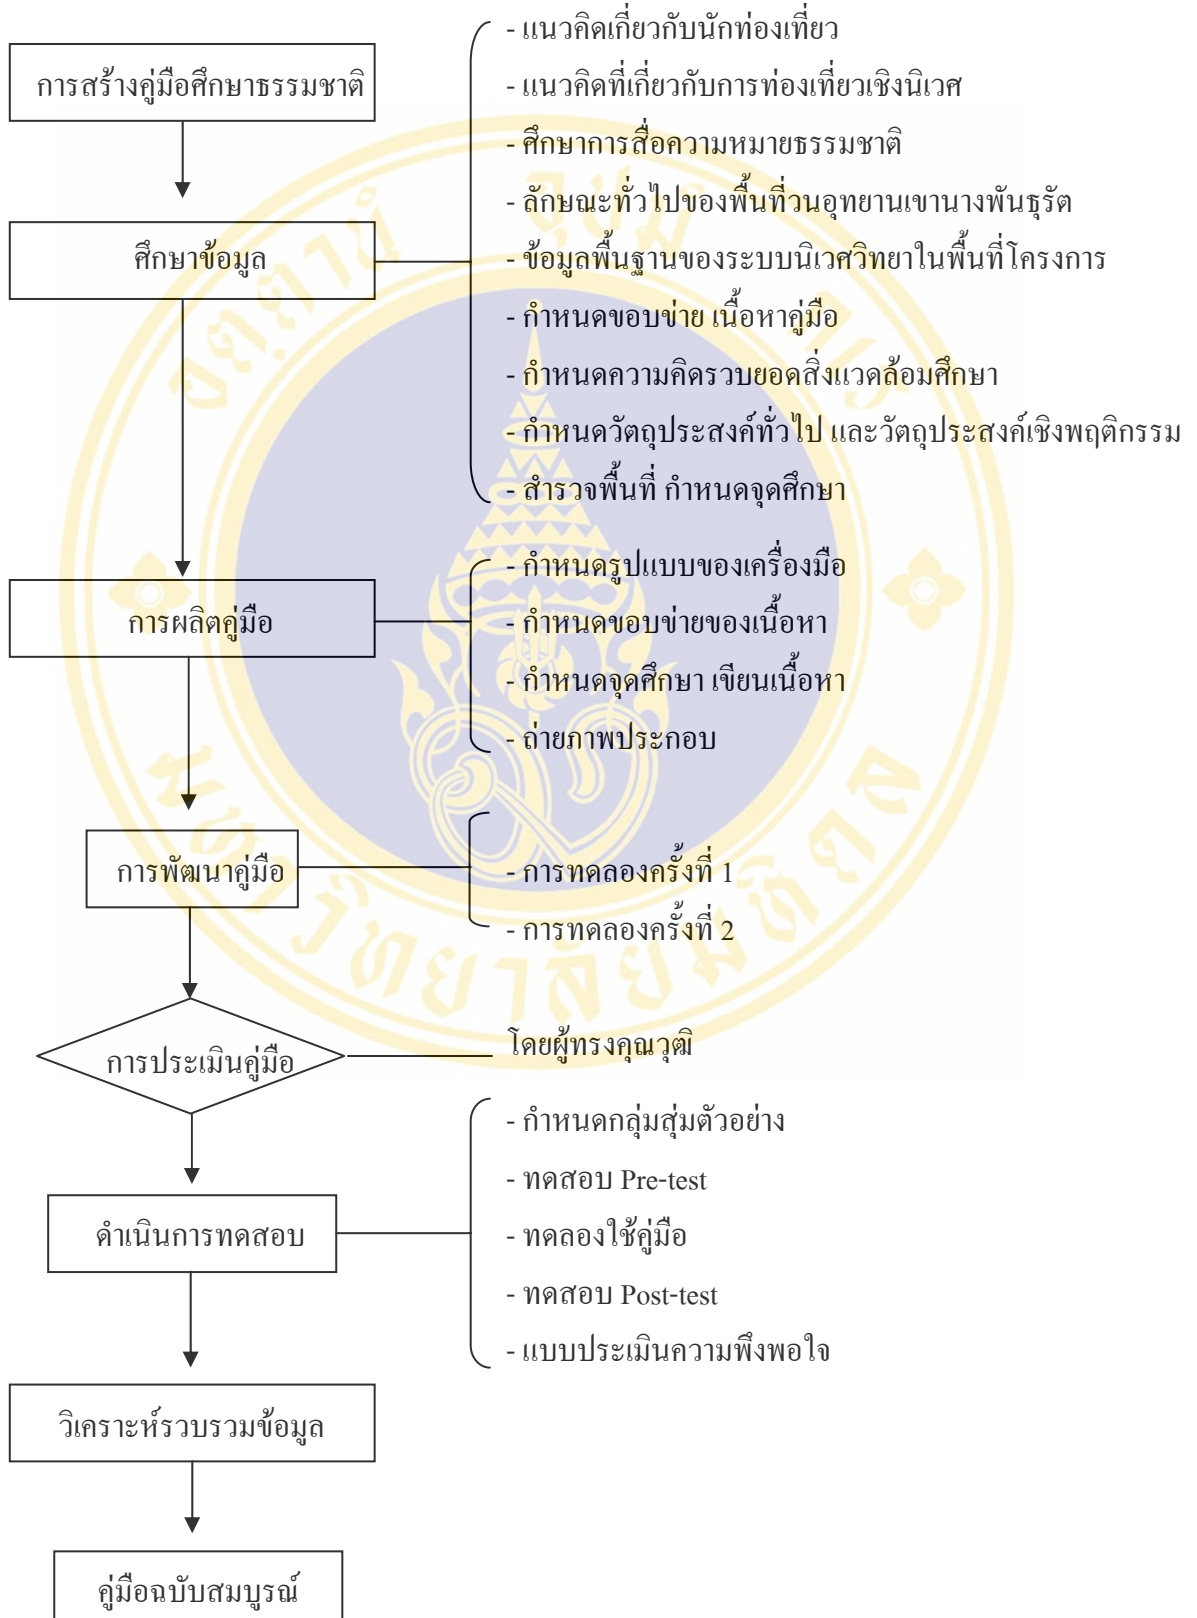 การสร้างคู่มือศึกษาธรรมชาติ
ศึกษาข้อมูล
- แนวคิดเกี่ยวกับนักท่องเที่ยว
- แนวคิดที่เกี่ยวกับการท่องเที่ยวเชิงนิเวศ
- ศึกษาการสื่อความหมายธรรมชาติ
- ลักษณะทั่วไปของพื้นที่วนอุทยานเขานางพันธุรัต
- ข้อมูลพื้นฐานของระบบนิเวศวิทยาในพื้นที่โครงการ
- กำหนดขอบข่าย เนื้อหาคู่มือ
- กำหนดความคิดรวบยอดสิ่งแวดล้อมศึกษา
- กำหนดวัตถุประสงค์ทั่วไป และวัตถุประสงค์เชิงพฤติกรรม
- สำรวจพื้นที่ กำหนดจุดศึกษา
การผลิตคู่มือ
- กำหนดรูปแบบของเครื่องมือ
- กำหนดขอบข่ายของเนื้อหา
- กำหนดจุดศึกษา เขียนเนื้อหา
- ถ่ายภาพประกอบ
การพัฒนาคู่มือ
- การทดลองครั้งที่ 1
- การทดลองครั้งที่ 2
การประเมินคู่มือ
โดยผู้ทรงคุณวุฒิ
ดำเนินการทดสอบ
- กำหนดกลุ่มสุ่มตัวอย่าง
- ทดสอบ Pre-test
- ทดลองใช้คู่มือ
- ทดสอบ Post-test
- แบบประเมินความพึงพอใจ
วิเคราะห์รวบรวมข้อมูล
คู่มือฉบับสมบูรณ์
อตฺตานํ อุปมํ กเร
มหาวิทยาลัยมหิดล